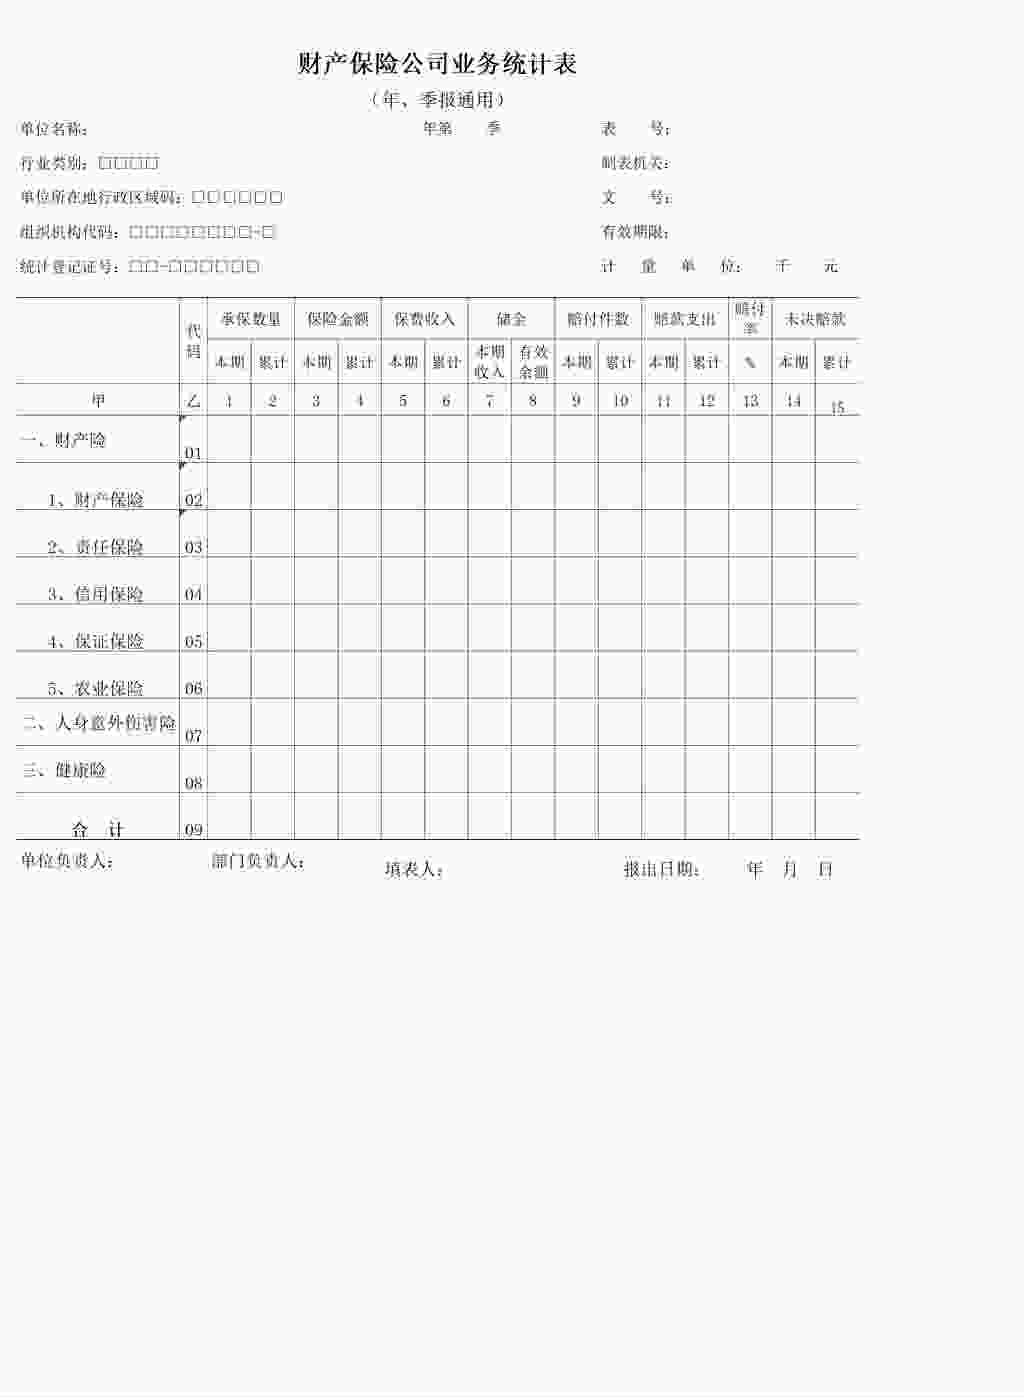 财产保险公司业务统计表
（年、季报通用）
单位名称： 年第 季 表 号：
行业类别：□□□□ 制表机关：
单位所在地行政区域码：□□□□□□ 文 号：
组织机构代码：□□□□□□□□-□ 有效期限：
统计登记证号：□□-□□□□□□ 计 量 单 位： 千 元
代码 承保数量 保险金额 保费收入 储金 赔付件数 赔款支出 赔付率 未决赔款
本期 累计 本期 累计 本期 累计 本期收入 有效余额 本期 累计 本期 累计 % 本期 累计
甲 乙 1 2 3 4 5 6 7 8 9 10 11 12 13 14 15
一、财产险 01
1、财产保险 02
2、责任保险 03
3、信用保险 04
4、保证保险 05
5、农业保险 06
二、人身意外伤害险 07
三、健康险 08
合 计 09
单位负责人： 部门负责人： 填表人： 报出日期： 年 月 日